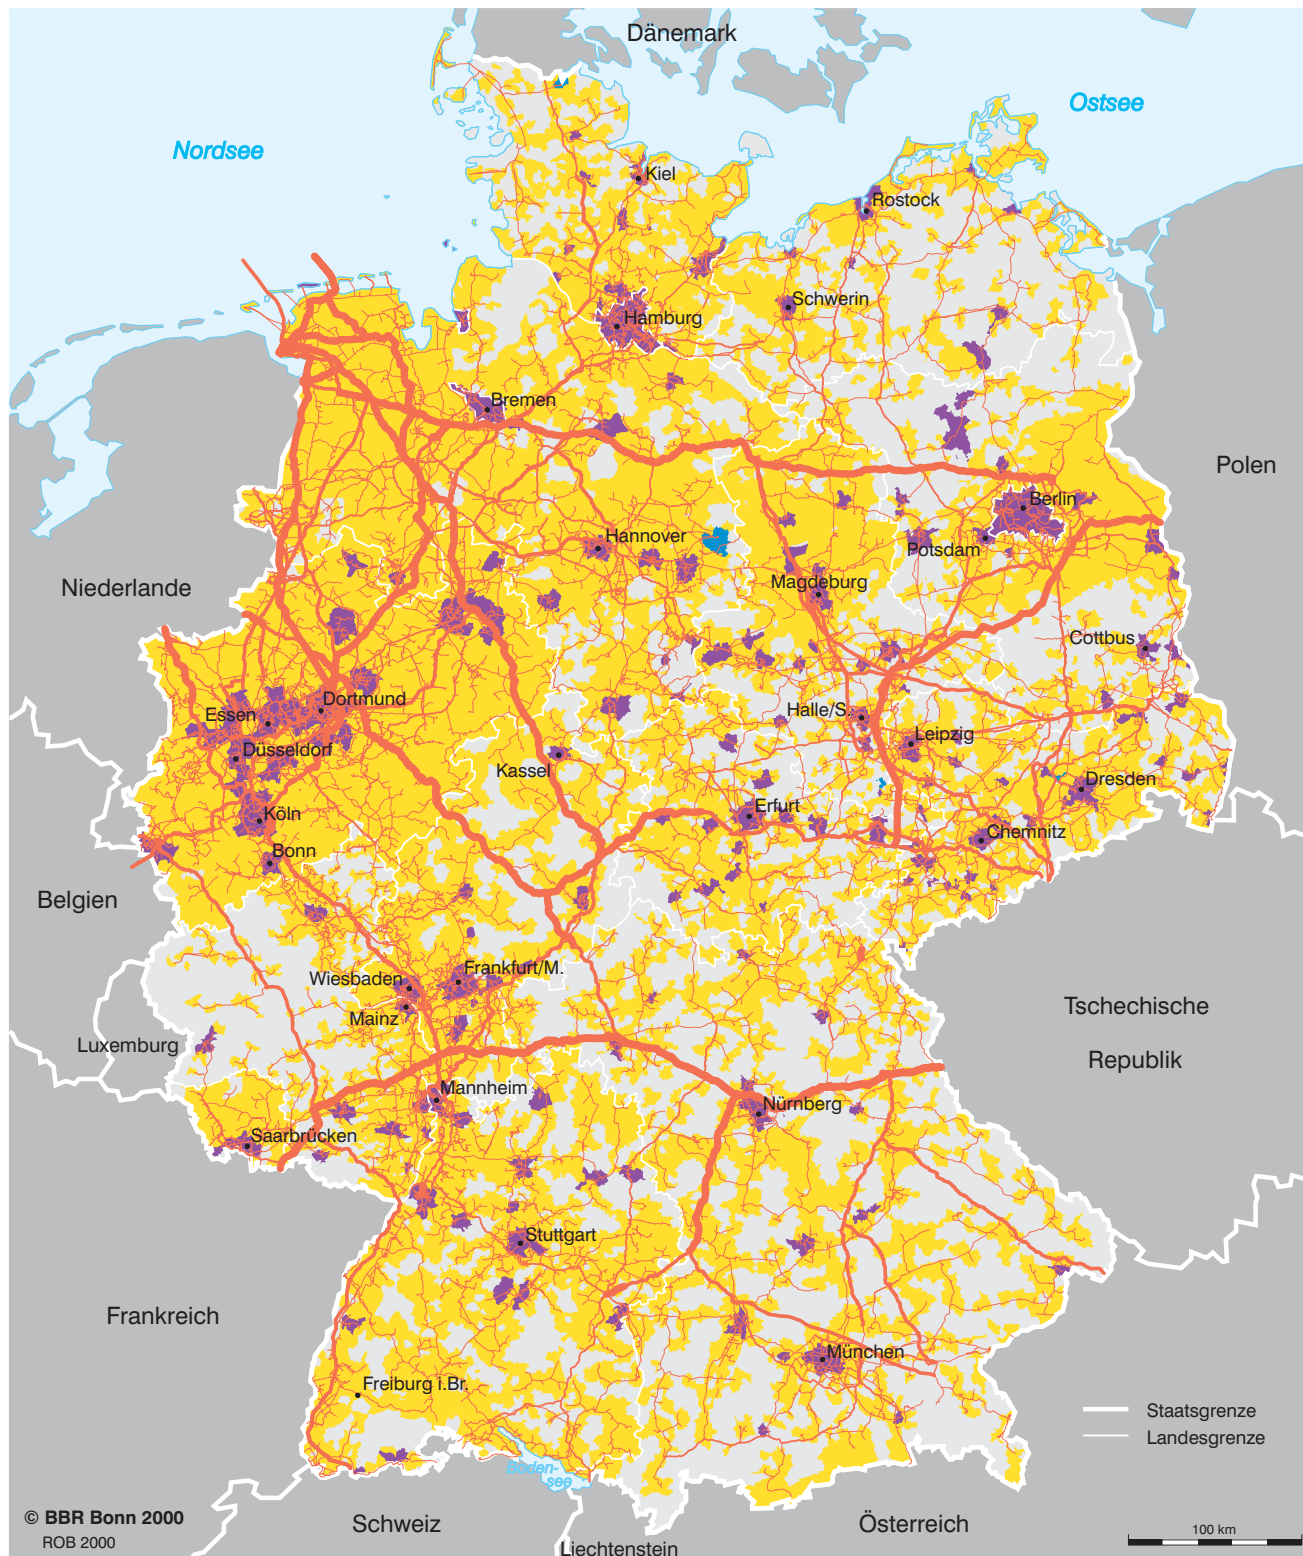 Dänemark
Ostsee
Nordsee
Kiel
Rostock
Schwerin
Hamburg
Bremen
Polen
Berlin
Hannover
Potsdam
Niederlande
Magdeburg
Cottbus
Dortmund
Essen
Halle/S.
Düsseldorf
Leipzig
Kassel
Dresden
Köln
Erfurt
Chemnitz
Bonn
Belgien
Wiesbaden
Frankfurt/M.
Mainz
Tschechische
Republik
Luxemburg
Mannheim
Nürnberg
Saarbrücken
Stuttgart
Frankreich
München
Freiburg i.Br.
Staatsgrenze
Landesgrenze
Boden-
see
© BBR Bonn 2000
ROB 2000
Schweiz
Österreich
100 km
Liechtenstein